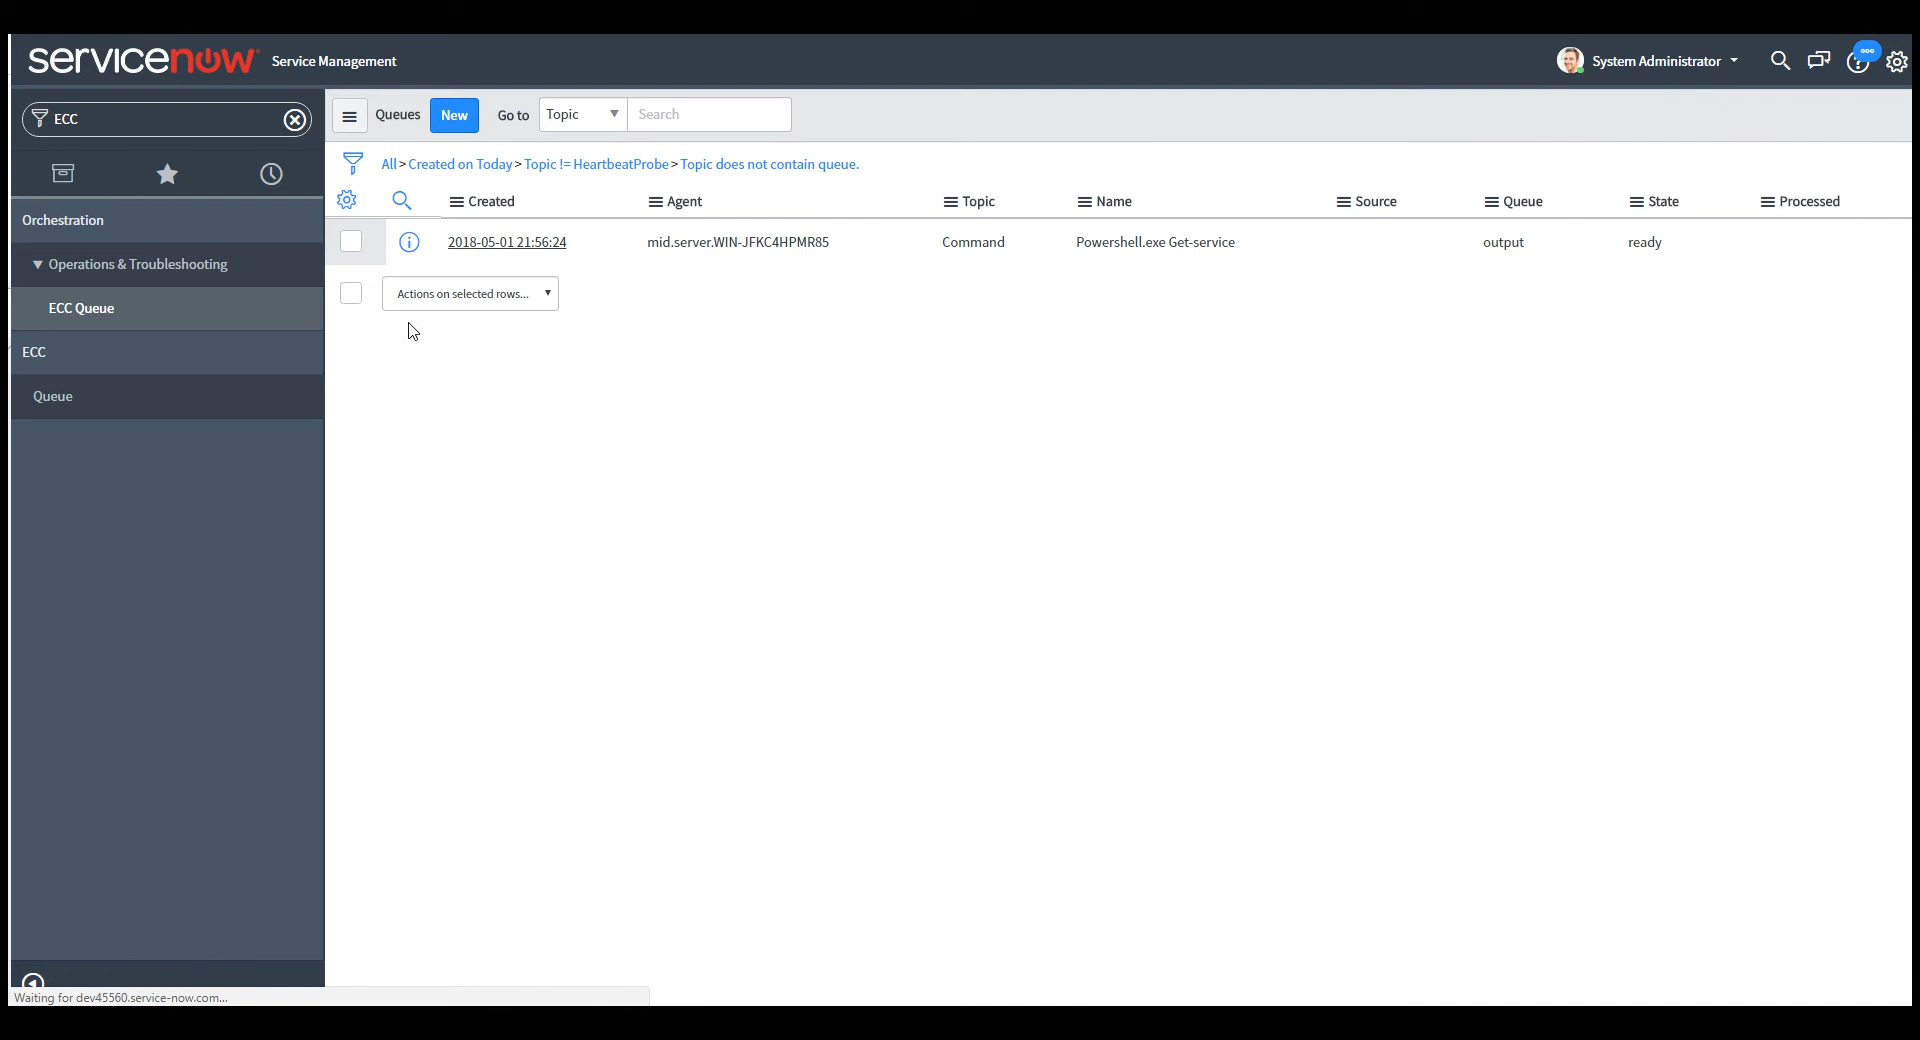 servicenow Service Management
System Administrator
ECC
Queues New Go to Topic Search
All > Created on Today > Topic != HeartbeatProbe > Topic does not contain queue.
Created Agent Topic Name Source Queue State Processed
2018-05-01 21:56:24 mid.server.WIN-JFKC4HPMR85 Command Powershell.exe Get-service output ready
Actions on selected rows...
Orchestration
Operations & Troubleshooting
ECC Queue
ECC
Queue
Waiting for dev45560.service-now.com...